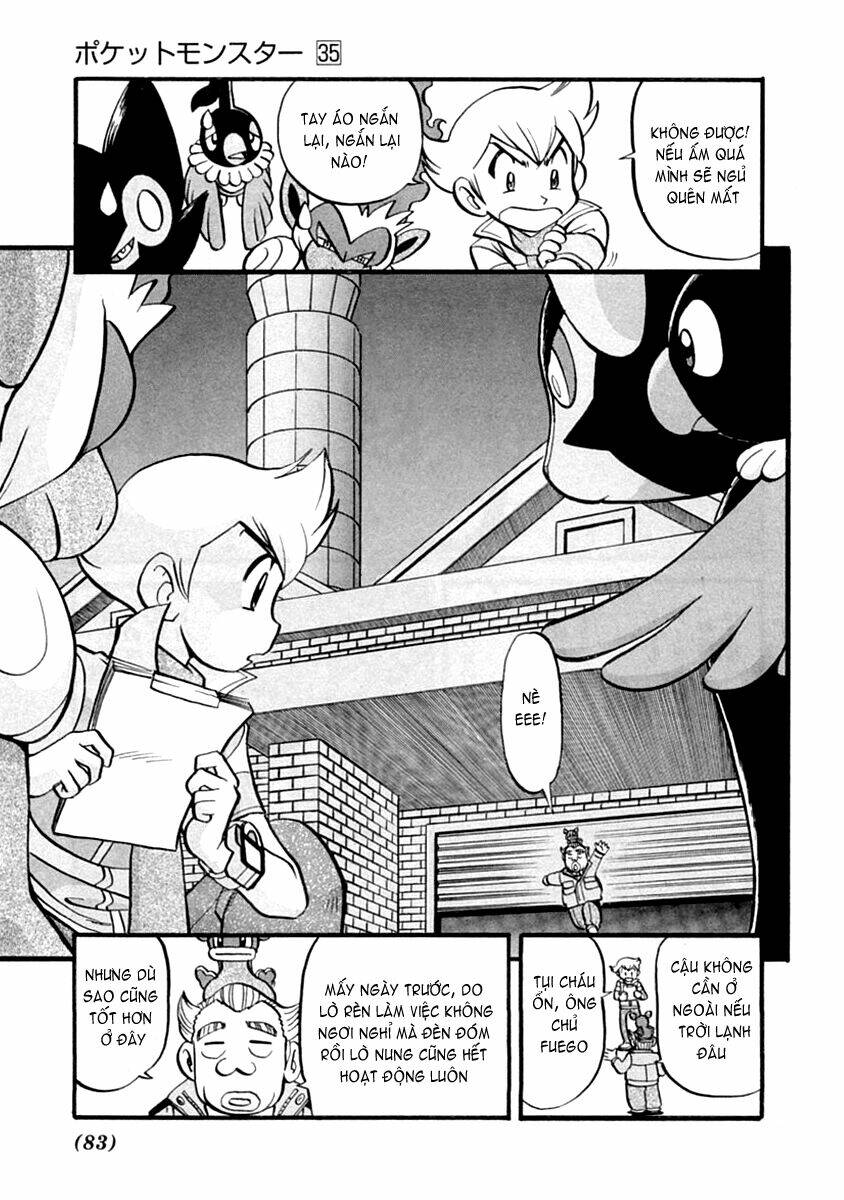 ポケットモンスター 35
KHÔNG ĐƯỢC!
NẾU ẤM QUÁ
MÌNH SẼ NGỦ
QUÊN MẤT
TAY ÁO NGẮN
LẠI, NGẮN LẠI
NÀO!
NÈ
EEE!
CẬU KHÔNG
CẦN Ở
NGOÀI NẾU
TRỜI LẠNH
ĐÂU
TỤI CHÁU
ỔN, ÔNG
CHỦ
FUEGO
MẤY NGÀY TRƯỚC, DO
LÒ RÈN LÀM VIỆC KHÔNG
NGƠI NGHỈ MÀ ĐÈN ĐÓM
RỒI LÒ NUNG CŨNG HẾT
HOẠT ĐỘNG LUÔN
NHƯNG DÙ
SAO CŨNG
TỐT HƠN
Ở ĐÂY
(83)